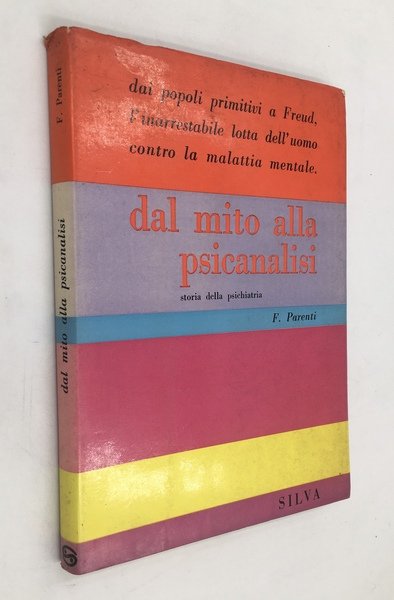 dai popoli primitivi a Freud,
l'inarrestabile lotta dell'uomo
contro la malattia mentale.
dal mito alla
psicanalisi
storia della psichiatria
F. Parenti
SILVA
F. Parenti
dal mito alla psicanalisi